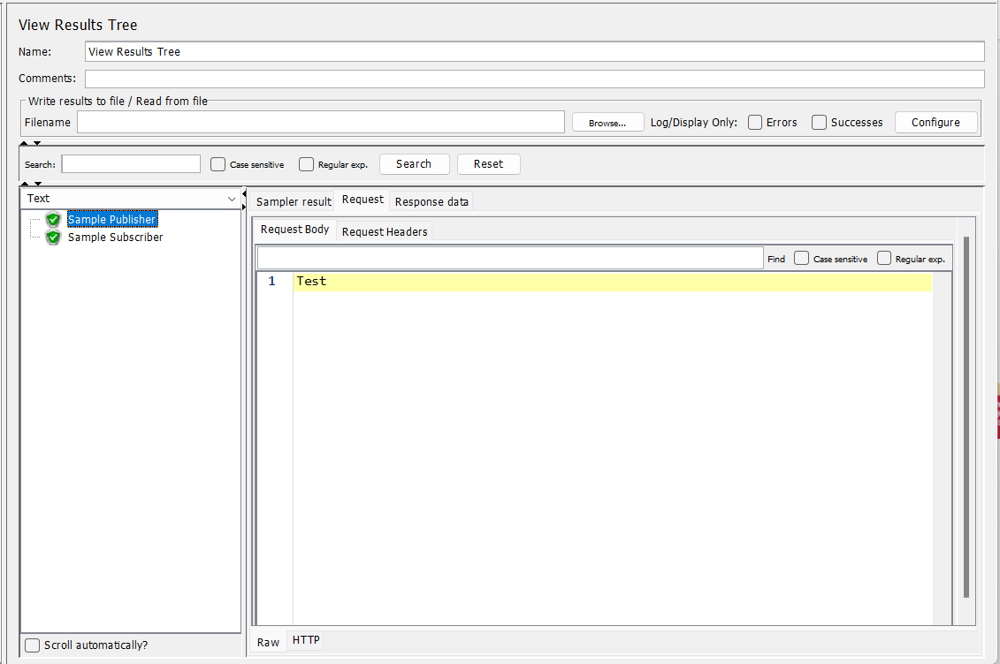 View Results Tree
Name: View Results Tree
Comments:
Write results to file / Read from file
Filename Browse... Log/Display Only: Errors Successes Configure
Search: Case sensitive Regular exp. Search Reset
Text
Sample Publisher
Sample Subscriber
Scroll automatically?
Sampler result Request Response data
Request Body Request Headers
Find Case sensitive Regular exp.
1 Test
Raw HTTP